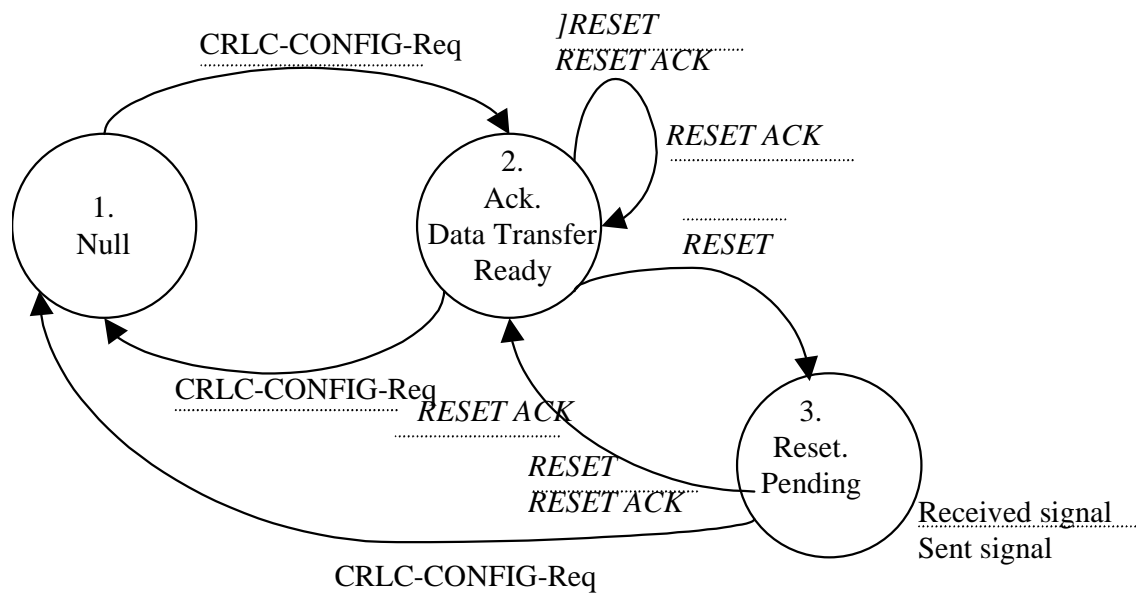 ]RESET
CRLC-CONFIG-Req
RESET ACK
RESET ACK
2.
Ack.
Data Transfer
Ready
1.
Null
RESET
CRLC-CONFIG-Req
RESET ACK
3.
Reset.
Pending
RESET
RESET ACK
Received signal
Sent signal
CRLC-CONFIG-Req